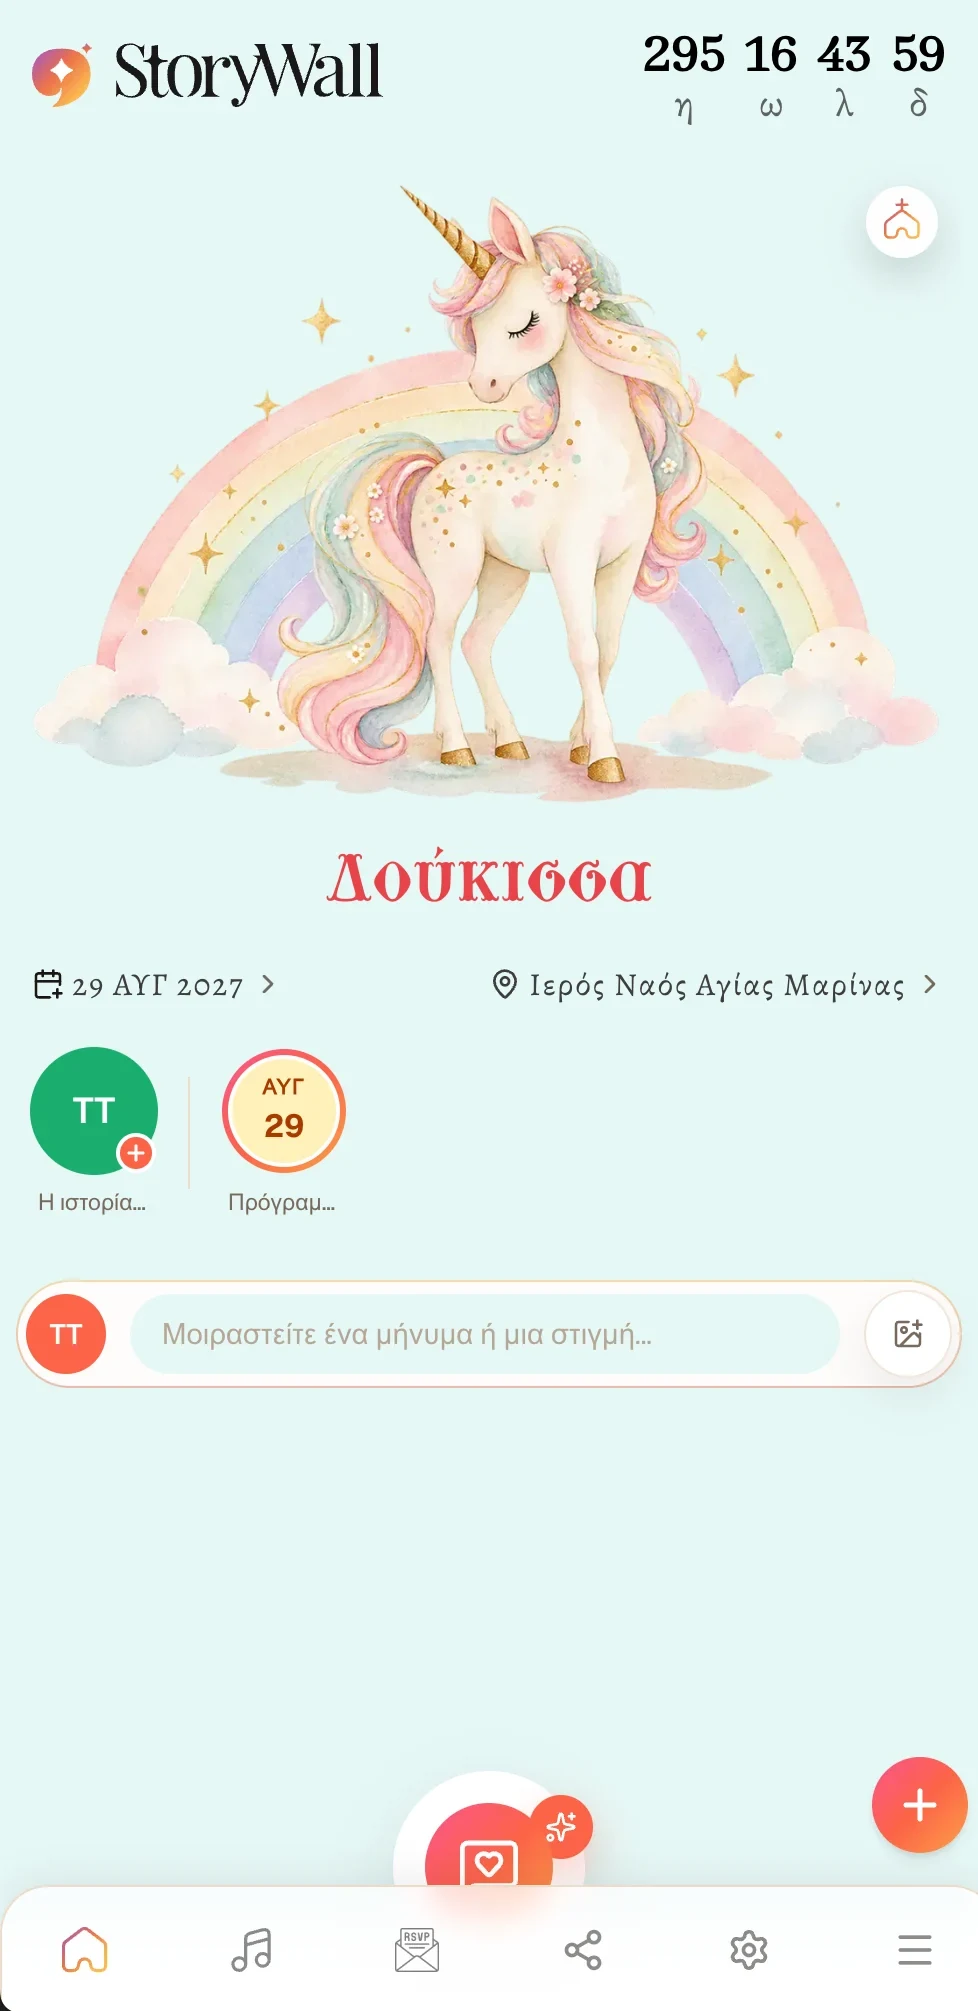 StoryWall
295 16 43 59
η ω λ δ
Δούκισσα
29 ΑΥΓ 2027
Ιερός Ναός Αγίας Μαρίνας
TT
ΑΥΓ
29
Η ιστορία...
Πρόγραμ...
TT
Μοιραστείτε ένα μήνυμα ή μια στιγμή...
RSVP